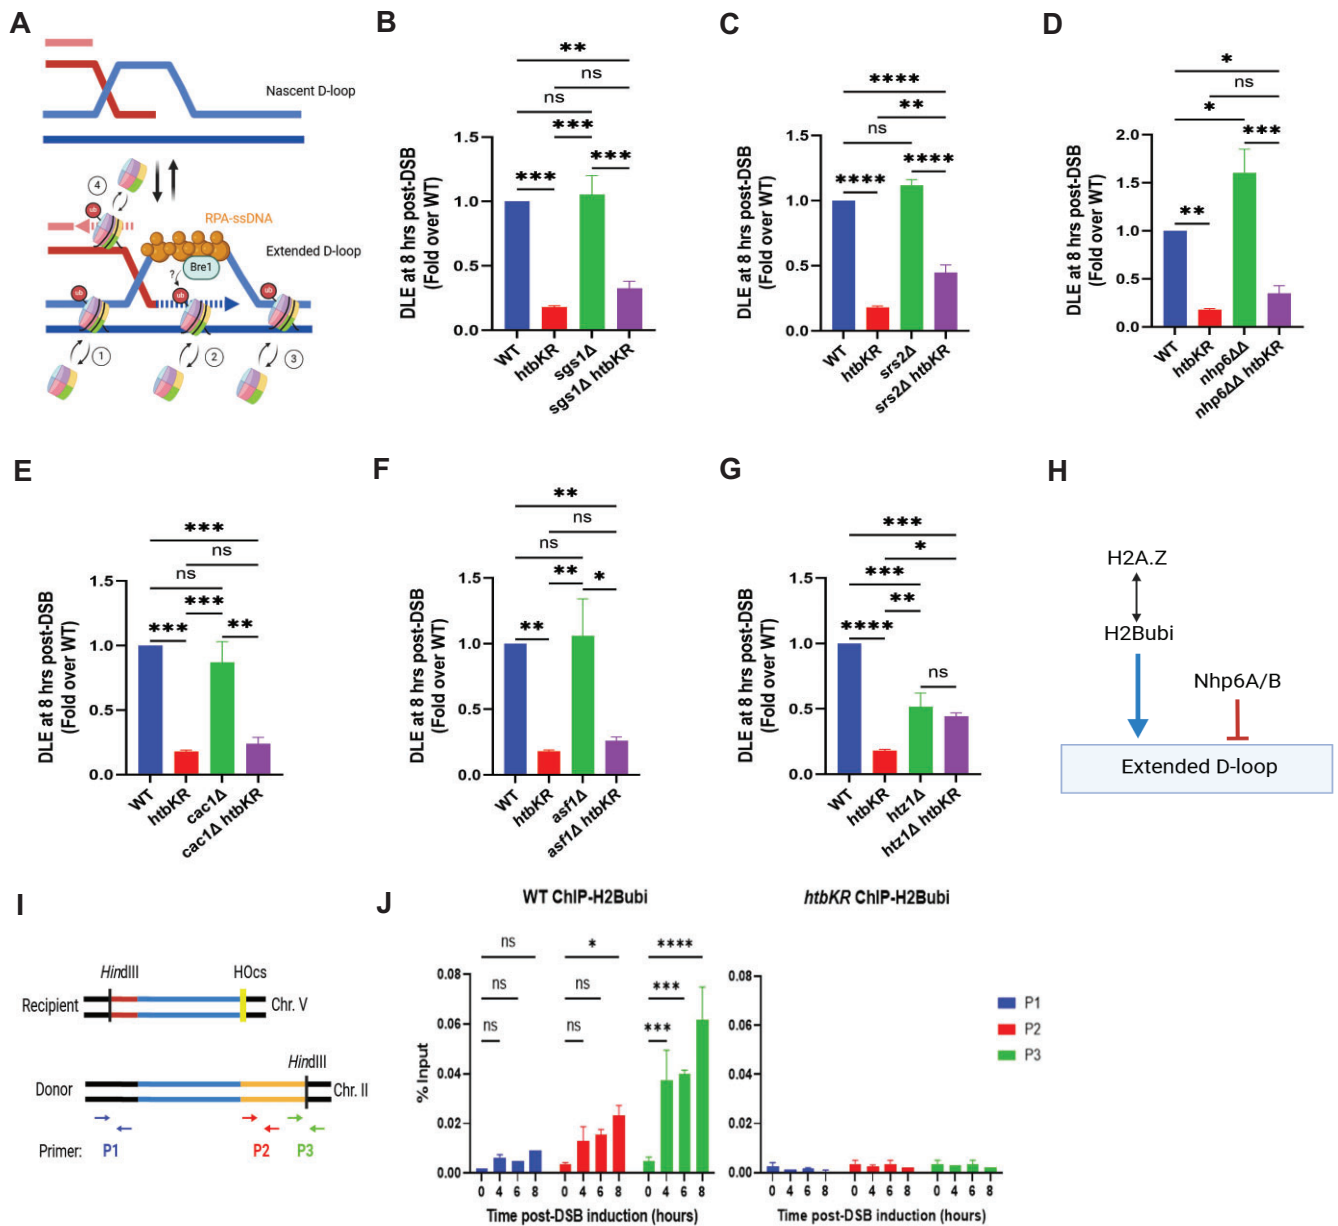 A
Nascent D-loop
4
ub
RPA-ssDNA
Extended D-loop
Bre1
?
ub
ub
ub
1
2
3
B
DLE at 8 hrs post-DSB
(Fold over WT)
**
ns
ns
***
***
***
1.5
1.0
0.5
0.0
WT
htbKR
sgs1Δ
sgs1Δ htbKR
C
DLE at 8 hrs post-DSB
(Fold over WT)
****
**
ns
****
****
1.5
1.0
0.5
0.0
WT
htbKR
srs2Δ
srs2Δ htbKR
D
DLE at 8 hrs post-DSB
(Fold over WT)
*
ns
*
***
**
2.0
1.5
1.0
0.5
0.0
WT
htbKR
nhp6ΔΔ
nhp6ΔΔ htbKR
E
DLE at 8 hrs post-DSB
(Fold over WT)
***
ns
ns
***
***
**
1.5
1.0
0.5
0.0
WT
htbKR
cac1Δ
cac1Δ htbKR
F
DLE at 8 hrs post-DSB
(Fold over WT)
**
ns
ns
**
*
**
1.5
1.0
0.5
0.0
WT
htbKR
asf1Δ
asf1Δ htbKR
G
DLE at 8 hrs post-DSB
(Fold over WT)
***
*
***
**
****
ns
1.5
1.0
0.5
0.0
WT
htbKR
htz1Δ
htz1Δ htbKR
H
H2A.Z
H2Bubi
Nhp6A/B
Extended D-loop
I
HindIII
HOcs
Recipient
Chr. V
HindIII
Donor
Chr. II
Primer: P1 P2 P3
J
WT ChIP-H2Bubi
% Input
ns
ns
ns
*
ns
ns
****
***
***
0.08
0.06
0.04
0.02
0.00
0 4 6 8 0 4 6 8 0 4 6 8
Time post-DSB induction (hours)
htbKR ChIP-H2Bubi
0.08
0.06
0.04
0.02
0.00
0 4 6 8 0 4 6 8 0 4 6 8
Time post-DSB induction (hours)
P1
P2
P3